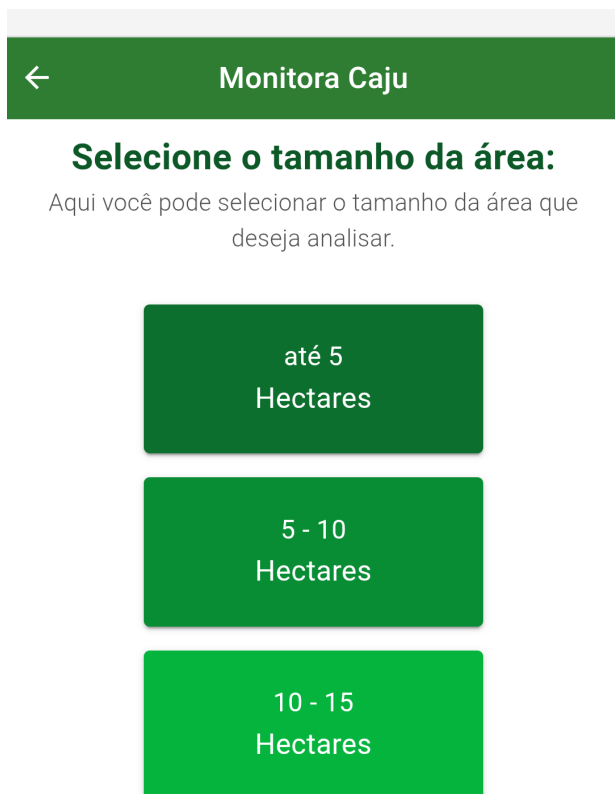 Monitora Caju
Selecione o tamanho da área:
Aqui você pode selecionar o tamanho da área que
deseja analisar.
até 5
Hectares
5 - 10
Hectares
10 - 15
Hectares